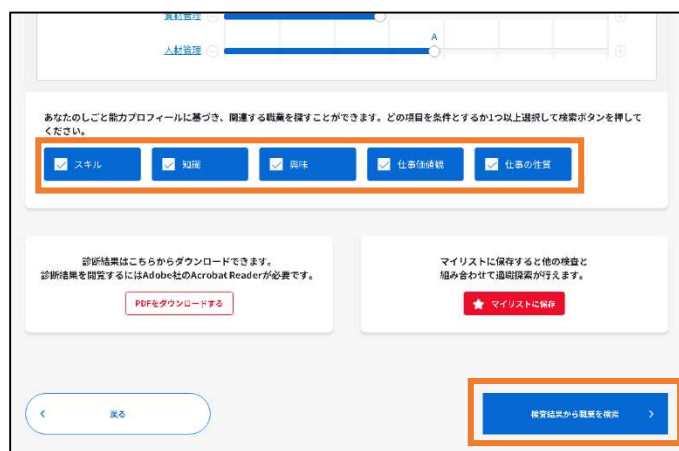 資材管理
A
人材管理
あなたのしごと能力プロフィールに基づき、関連する職業を探すことができます。どの項目を条件とするか1つ以上選択して検索ボタンを押して
ください。
スキル
知識
興味
仕事価値観
仕事の性質
診断結果はこちらからダウンロードできます。
診断結果を閲覧するにはAdobe社のAcrobat Readerが必要です。
PDFをダウンロードする
マイリストに保存すると他の検査と
組み合わせて適職探索が行えます。
マイリストに保存
戻る
検査結果から職業を検索